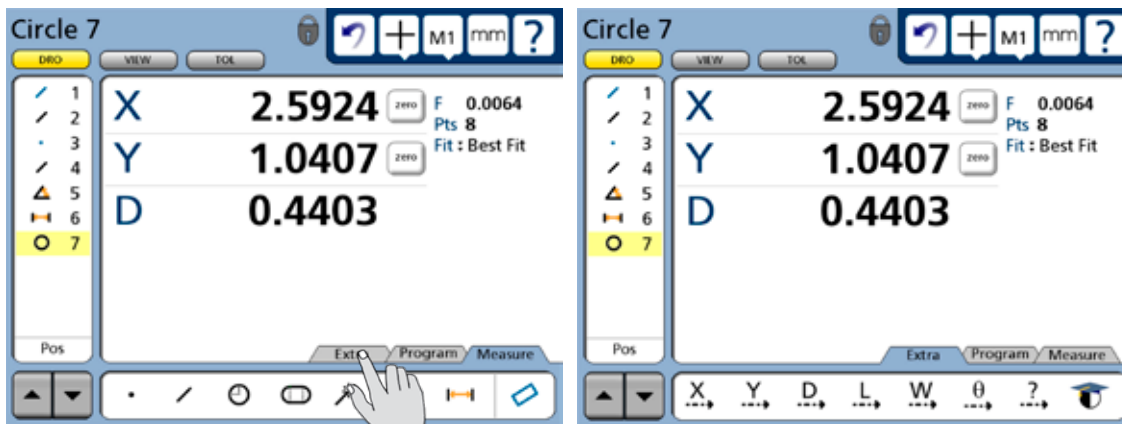 Circle 7
M1 mm ?
DRO VIEW TOL
1
2
3
4
5
6
7
X 2.5924 zero
Y 1.0407 zero
D 0.4403
F 0.0064
Pts 8
Fit : Best Fit
Pos
Extra Program Measure
Circle 7
M1 mm ?
DRO VIEW TOL
1
2
3
4
5
6
7
X 2.5924 zero
Y 1.0407 zero
D 0.4403
F 0.0064
Pts 8
Fit : Best Fit
Pos
Extra Program Measure
X Y D L W θ ?